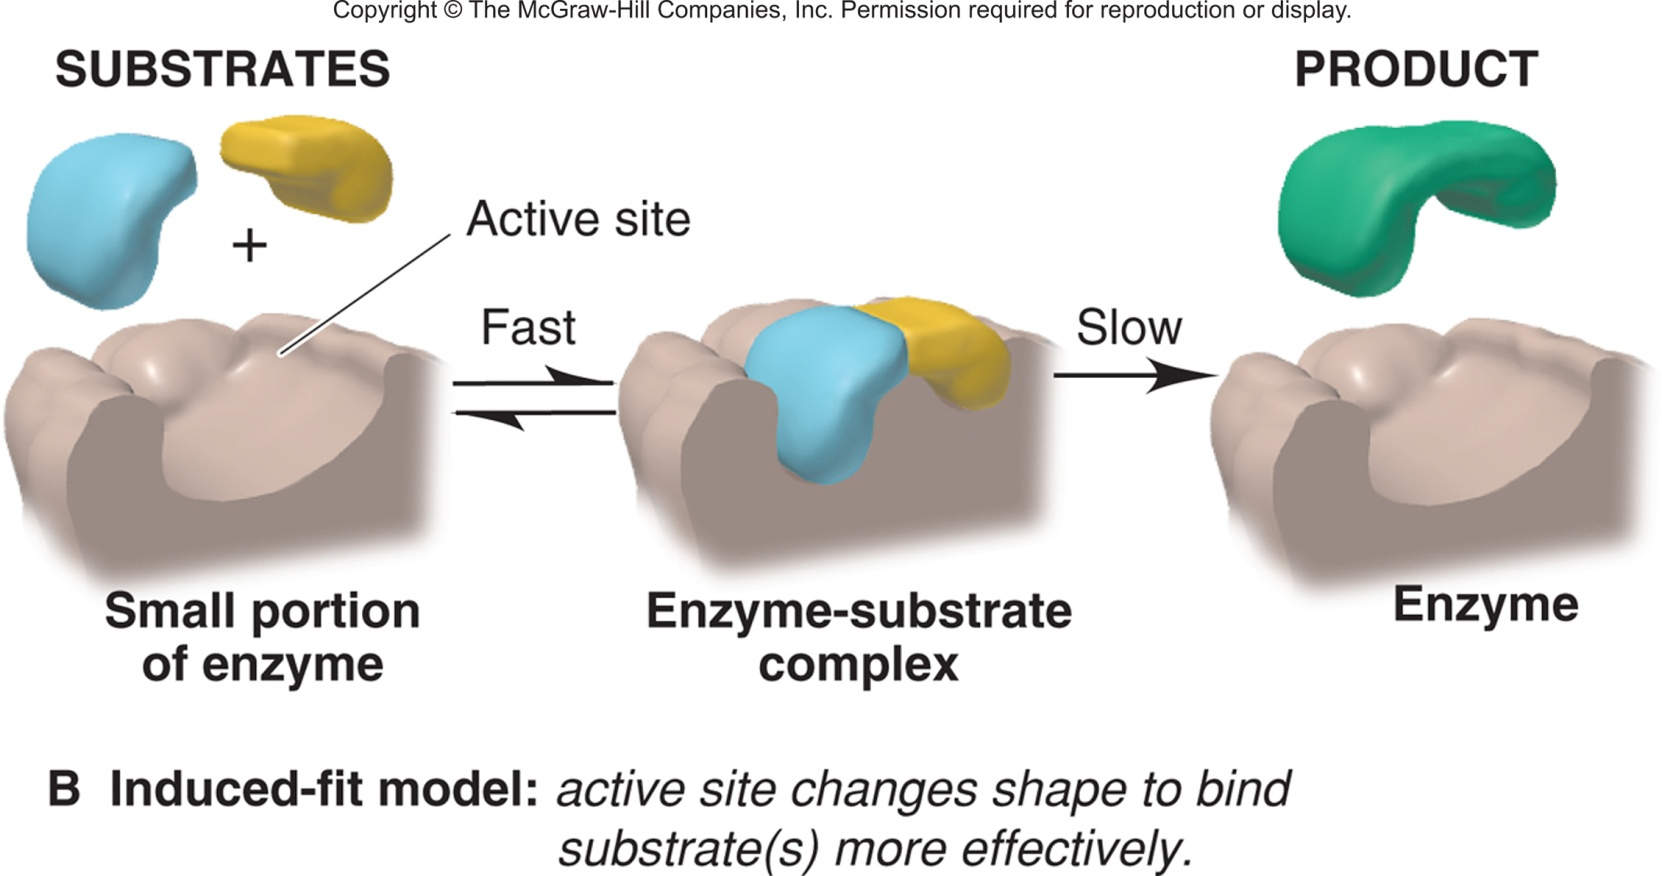 Copyright © The McGraw-Hill Companies, Inc. Permission required for reproduction or display.
SUBSTRATES
PRODUCT
+
Active site
Fast
Slow
Small portion
of enzyme
Enzyme-substrate
complex
Enzyme
B Induced-fit model: active site changes shape to bind
substrate(s) more effectively.